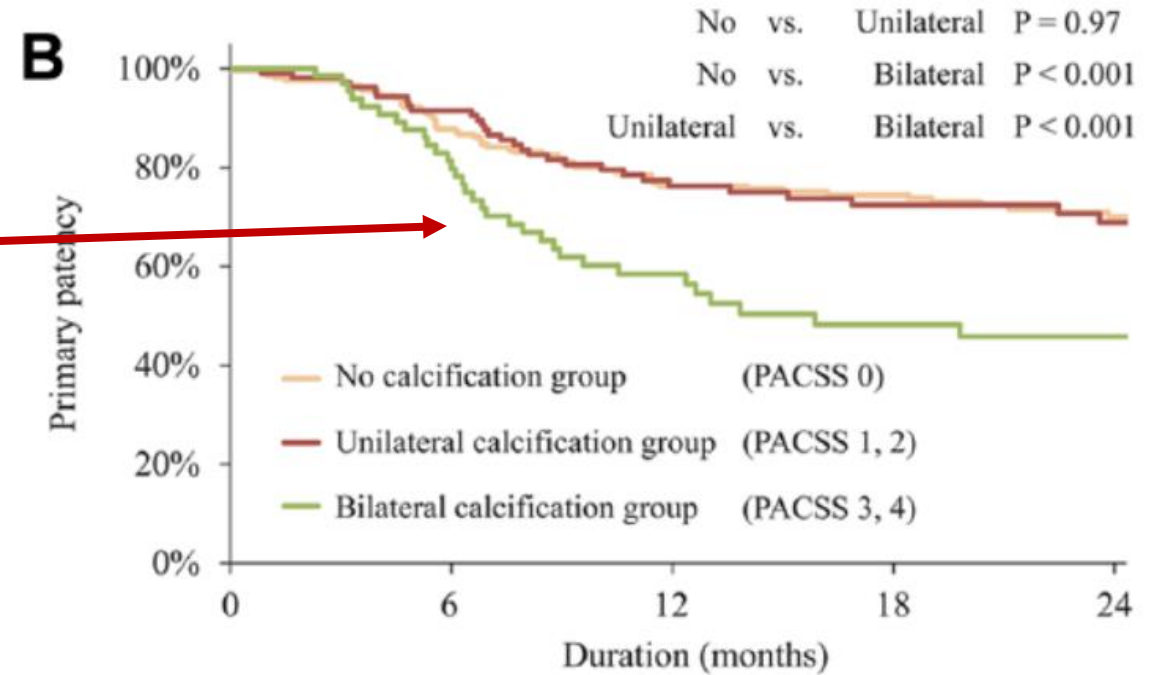 B
No vs. Unilateral P = 0.97
No vs. Bilateral P < 0.001
Unilateral vs. Bilateral P < 0.001
Primary patency
100%
80%
60%
40%
20%
0%
No calcification group (PACSS 0)
Unilateral calcification group (PACSS 1, 2)
Bilateral calcification group (PACSS 3, 4)
0 6 12 18 24
Duration (months)